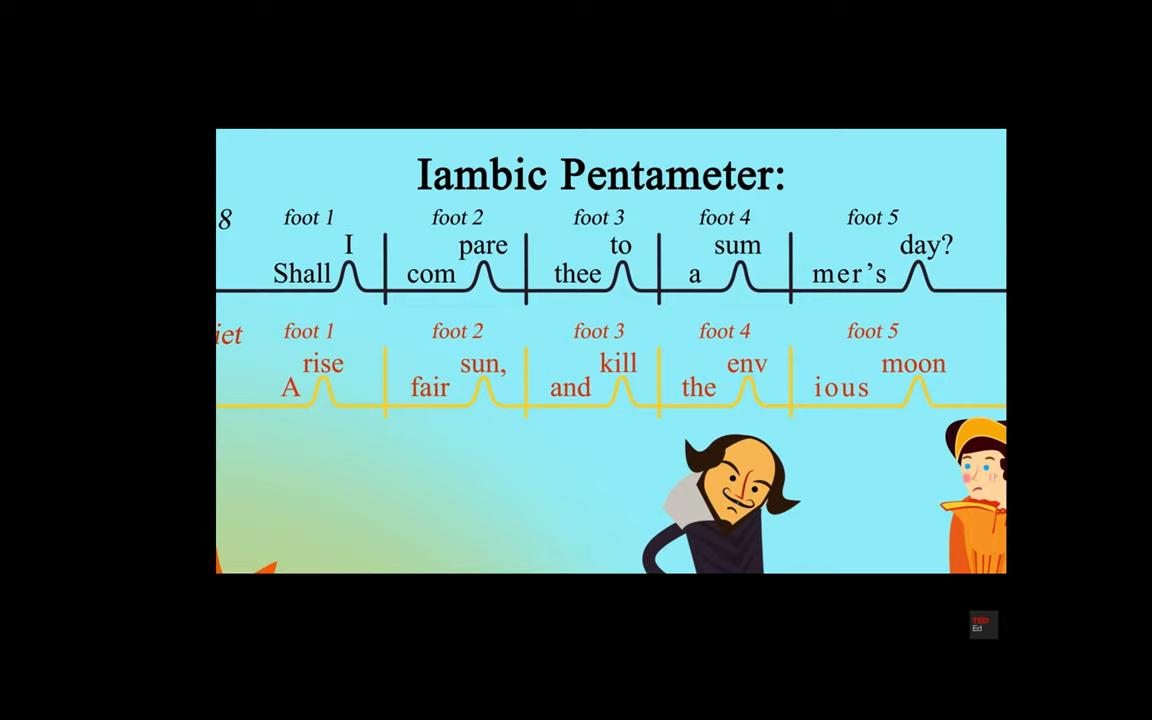 Iambic Pentameter:
8 foot 1 foot 2 foot 3 foot 4 foot 5
I pare to sum day?
Shall com thee a mer's
iet foot 1 foot 2 foot 3 foot 4 foot 5
rise sun, kill env moon
A fair and the ious
TED
Ed